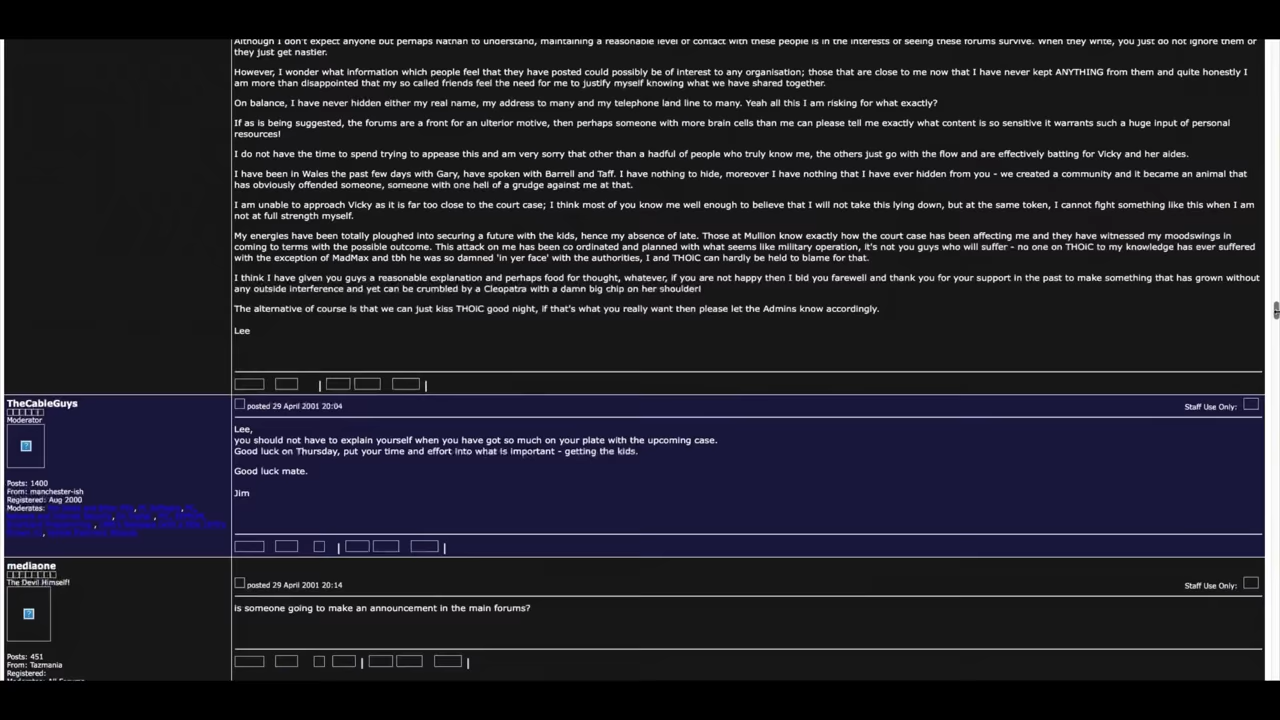 Although I don't expect anyone but perhaps Nathan to understand, maintaining a reasonable level of contact with these people is in the interests of seeing these forums survive. When they write, you just do not ignore them or
they just get nastier.
However, I wonder what information which people feel that they have posted could possibly be of interest to any organisation; those that are close to me now that I have never kept ANYTHING from them and quite honestly I
am more than disappointed that my so called friends feel the need for me to justify myself knowing what we have shared together.
On balance, I have never hidden either my real name, my address to many and my telephone land line to many. Yeah all this I am risking for what exactly?
If as is being suggested, the forums are a front for an ulterior motive, then perhaps someone with more brain cells than me can please tell me exactly what content is so sensitive it warrants such a huge input of personal
resources!
I do not have the time to spend trying to appease this and am very sorry that other than a hadful of people who truly know me, the others just go with the flow and are effectively batting for Vicky and her aides.
I have been in Wales the past few days with Gary, have spoken with Barrell and Taff. I have nothing to hide, moreover I have nothing that I have ever hidden from you - we created a community and it became an animal that
has obviously offended someone, someone with one hell of a grudge against me at that.
I am unable to approach Vicky as it is far too close to the court case; I think most of you know me well enough to believe that I will not take this lying down, but at the same token, I cannot fight something like this when I am
not at full strength myself.
My energies have been totally ploughed into securing a future with the kids, hence my absence of late. Those at Mullion know exactly how the court case has been affecting me and they have witnessed my moodswings in
coming to terms with the possible outcome. This attack on me has been co ordinated and planned with what seems like military operation, it's not you guys who will suffer - no one on THOiC to my knowledge has ever suffered
with the exception of MadMax and tbh he was so damned 'in yer face' with the authorities, I and THOiC can hardly be held to blame for that.
I think I have given you guys a reasonable explanation and perhaps food for thought, whatever, if you are not happy then I bid you farewell and thank you for your support in the past to make something that has grown without
any outside interference and yet can be crumbled by a Cleopatra with a damn big chip on her shoulder!
The alternative of course is that we can just kiss THOiC good night, if that's what you really want then please let the Admins know accordingly.
Lee
TheCableGuys
Moderator
Posts: 1400
From: manchester-ish
Registered: Aug 2000
Moderates:
posted 29 April 2001 20:04
Staff Use Only:
Lee,
you should not have to explain yourself when you have got so much on your plate with the upcoming case.
Good luck on Thursday, put your time and effort into what is important - getting the kids.
Good luck mate.
Jim
mediaone
The Devil Himself!
Posts: 451
From: Tazmania
Registered:
posted 29 April 2001 20:14
Staff Use Only:
is someone going to make an announcement in the main forums?